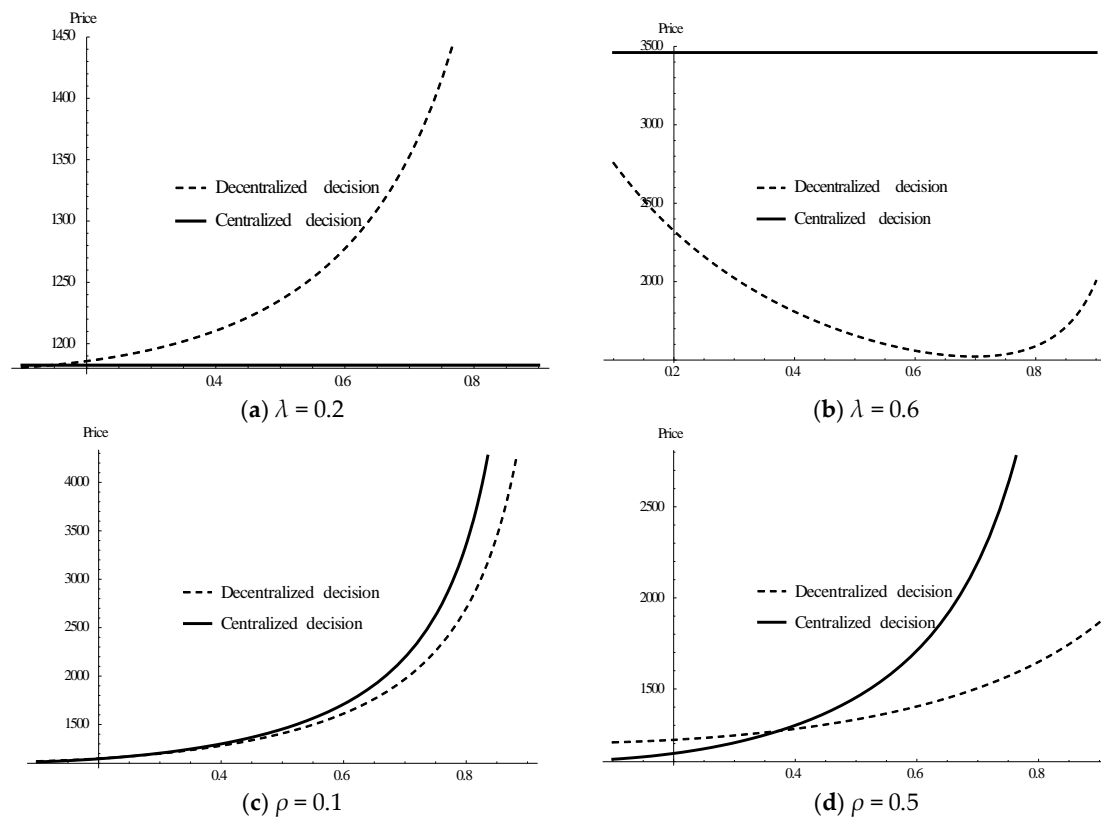 Price
1450
1400
1350
1300
1250
1200
Decentralized decision
Centralized decision
0.4 0.6 0.8
(a) λ = 0.2
Price
3500
3000
2500
2000
Decentralized decision
Centralized decision
0.2 0.4 0.6 0.8
(b) λ = 0.6
Price
4000
3500
3000
2500
2000
1500
Decentralized decision
Centralized decision
0.4 0.6 0.8
(c) ρ = 0.1
Price
2500
2000
1500
Decentralized decision
Centralized decision
0.4 0.6 0.8
(d) ρ = 0.5